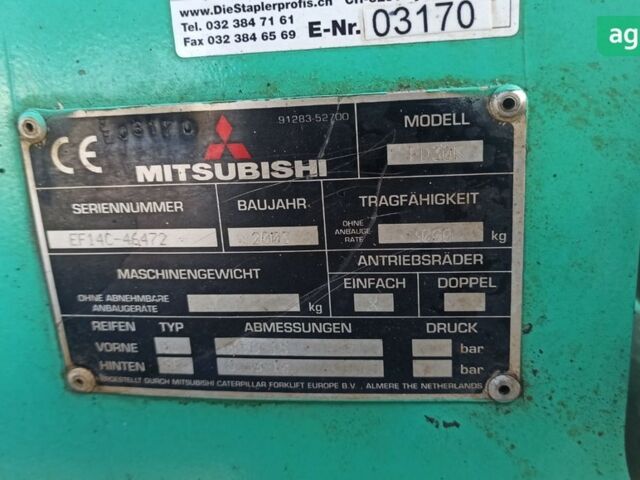 www.DieStaplerprofis.ch
Tel. 032 384 71 61
Fax 032 384 65 69
E-Nr. 03170
ag
CE
MITSUBISHI
91283-52700
MODELL
SERIENNUMMER
BAUJAHR
TRAGFÄHIGKEIT
EF14C-46472
OHNE ANBAUGE RATE
kg
ANTRIEBSRÄDER
MASCHINENGEWICHT
EINFACH
DOPPEL
OHNE ABNEHMBARE ANBAUGERÄTE
kg
X
REIFEN TYP ABMESSUNGEN DRUCK
VORNE
bar
HINTEN
bar
HERGESTELLT DURCH MITSUBISHI CATERPILLAR FORKLIFT EUROPE B.V., ALMERE THE NETHERLANDS